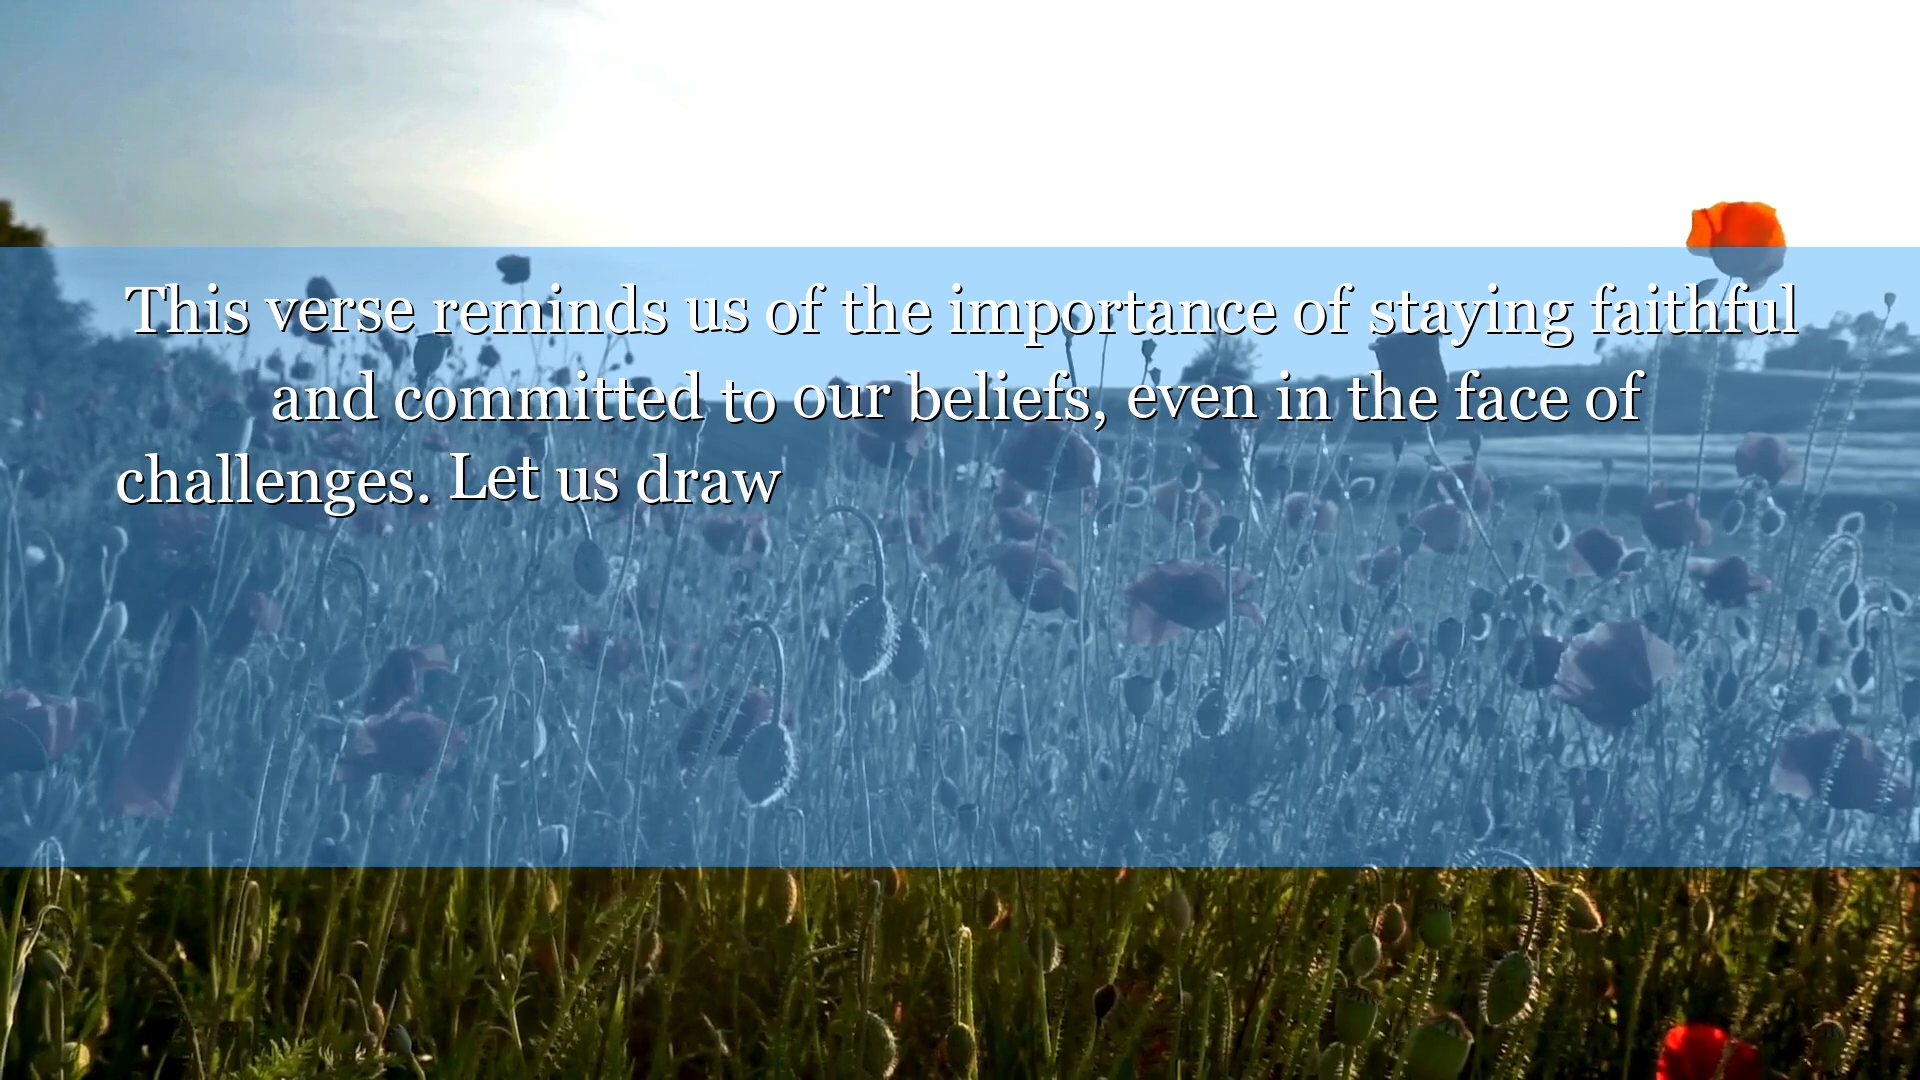 This verse reminds us of the importance of staying faithful
and committed to our beliefs, even in the face of
challenges. Let us draw